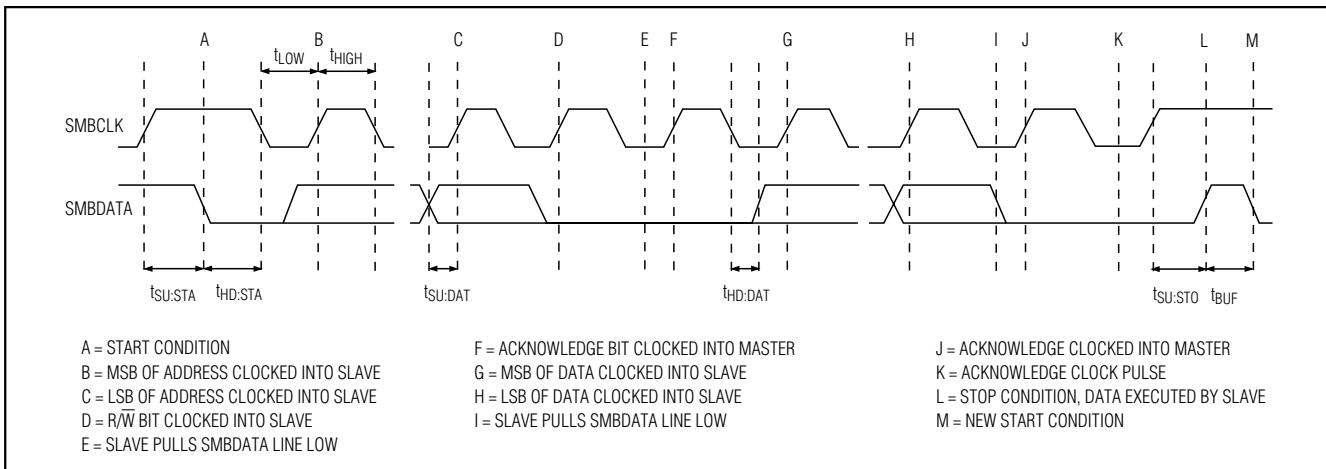 A B C D E F G H I J K L M
tLOW tHIGH
SMBCLK
SMBDATA
tSU:STA tHD:STA tSU:DAT tHD:DAT tSU:STO tBUF
A = START CONDITION
B = MSB OF ADDRESS CLOCKED INTO SLAVE
C = LSB OF ADDRESS CLOCKED INTO SLAVE
D = R/W̅ BIT CLOCKED INTO SLAVE
E = SLAVE PULLS SMBDATA LINE LOW
F = ACKNOWLEDGE BIT CLOCKED INTO MASTER
G = MSB OF DATA CLOCKED INTO SLAVE
H = LSB OF DATA CLOCKED INTO SLAVE
I = SLAVE PULLS SMBDATA LINE LOW
J = ACKNOWLEDGE CLOCKED INTO MASTER
K = ACKNOWLEDGE CLOCK PULSE
L = STOP CONDITION, DATA EXECUTED BY SLAVE
M = NEW START CONDITION